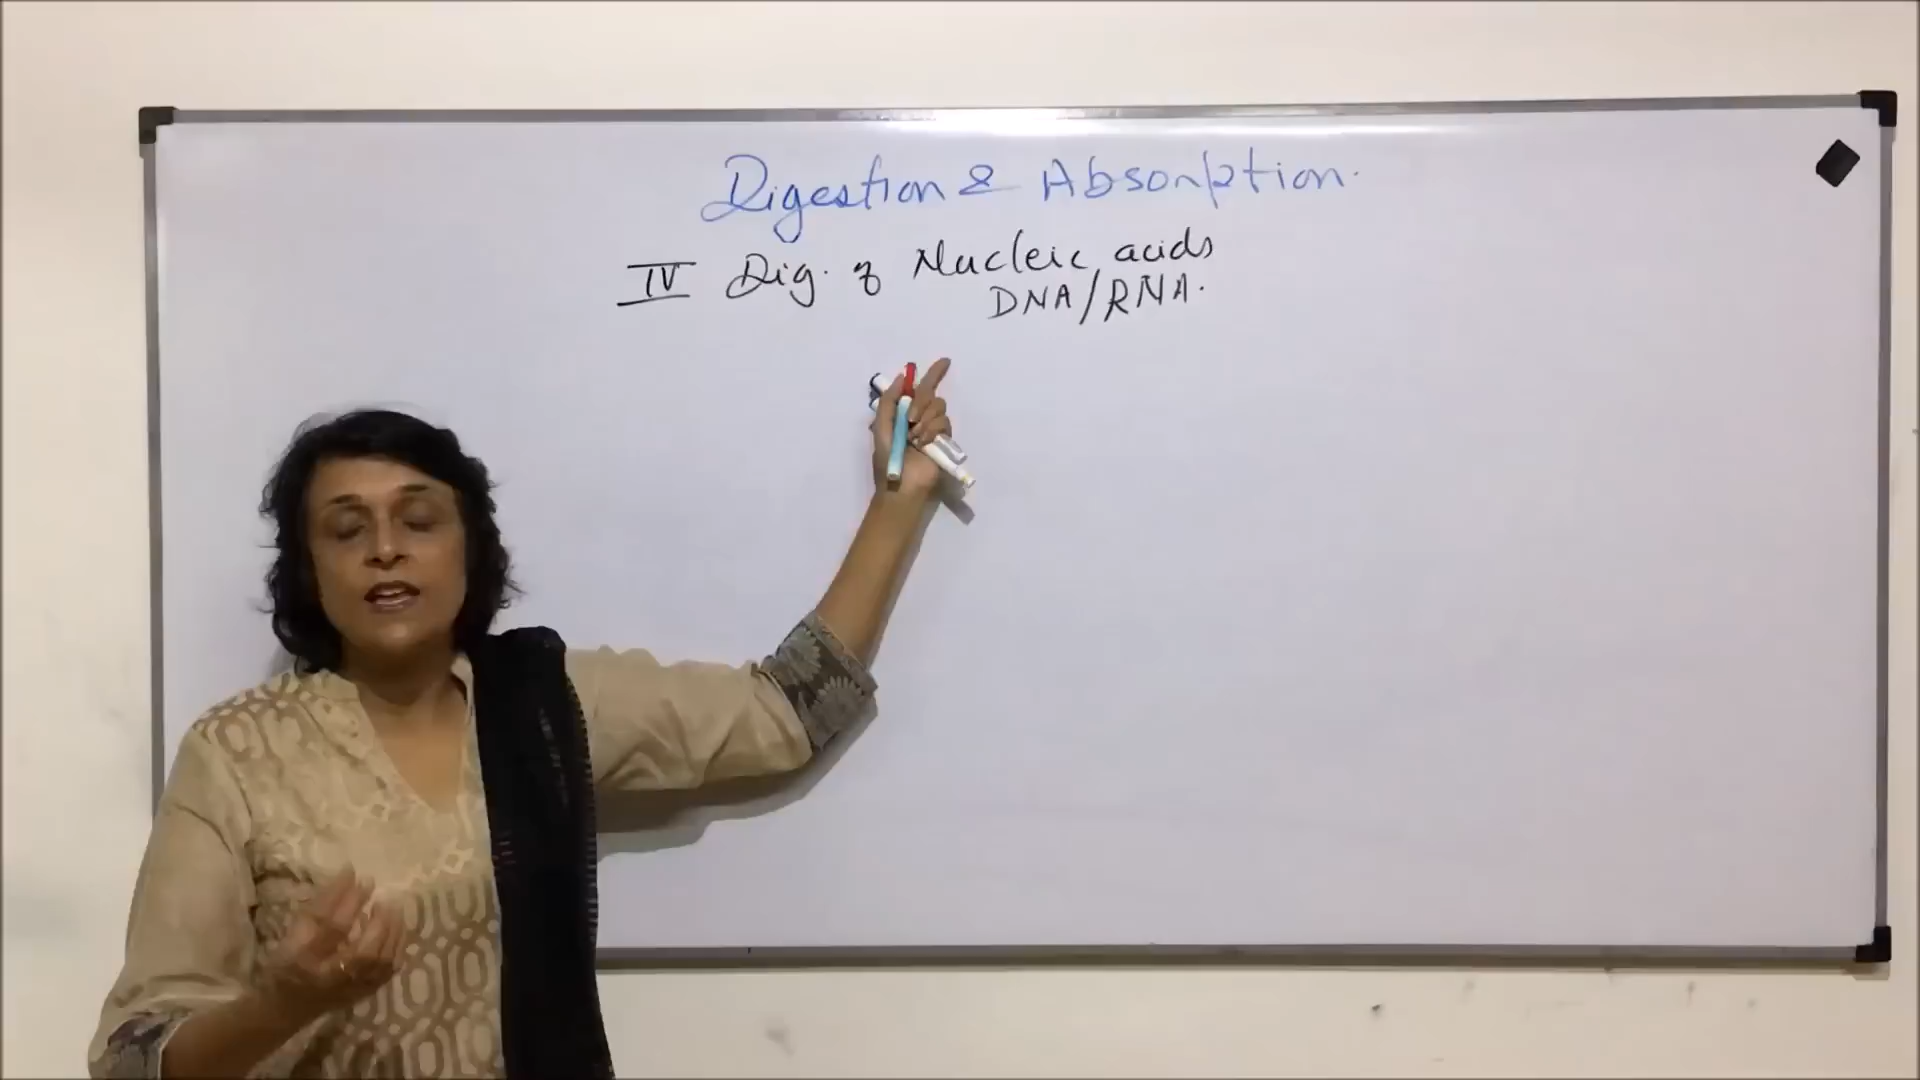 Digestion & Absorption.
IV Dig. of Nucleic acids
DNA/RNA.